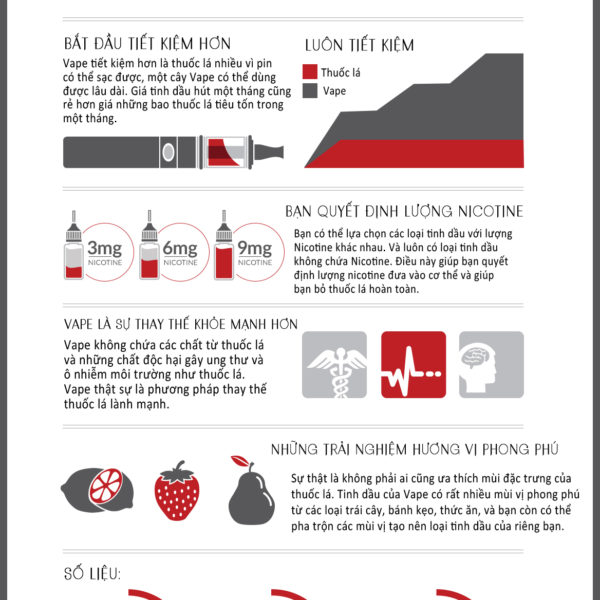 BẮT ĐẦU TIẾT KIỆM HƠN
Vape tiết kiệm hơn là thuốc lá nhiều vì pin
có thể sạc được, một cây Vape có thể dùng
được lâu dài. Giá tinh dầu hút một tháng cũng
rẻ hơn giá những bao thuốc lá tiêu tốn trong
một tháng.
LUÔN TIẾT KIỆM
Thuốc lá
Vape
3mg
NICOTINE
6mg
NICOTINE
9mg
NICOTINE
BẠN QUYẾT ĐỊNH LƯỢNG NICOTINE
Bạn có thể lựa chọn các loại tinh dầu với lượng
Nicotine khác nhau. Và luôn có loại tinh dầu
không chứa Nicotine. Điều này giúp bạn quyết
định lượng nicotine đưa vào cơ thể và giúp
bạn bỏ thuốc lá hoàn toàn.
VAPE LÀ SỰ THAY THẾ KHỎE MẠNH HƠN
Vape không chứa các chất từ thuốc lá
và những chất độc hại gây ung thư và
ô nhiễm môi trường như thuốc lá.
Vape thật sự là phương pháp thay thế
thuốc lá lành mạnh.
NHỮNG TRẢI NGHIỆM HƯƠNG VỊ PHONG PHÚ
Sự thật là không phải ai cũng ưa thích mùi đặc trưng của
thuốc lá. Tinh dầu của Vape có rất nhiều mùi vị phong phú
từ các loại trái cây, bánh kẹo, thức ăn, và bạn còn có thể
pha trộn các mùi vị tạo nên loại tinh dầu của riêng bạn.
SỐ LIỆU: